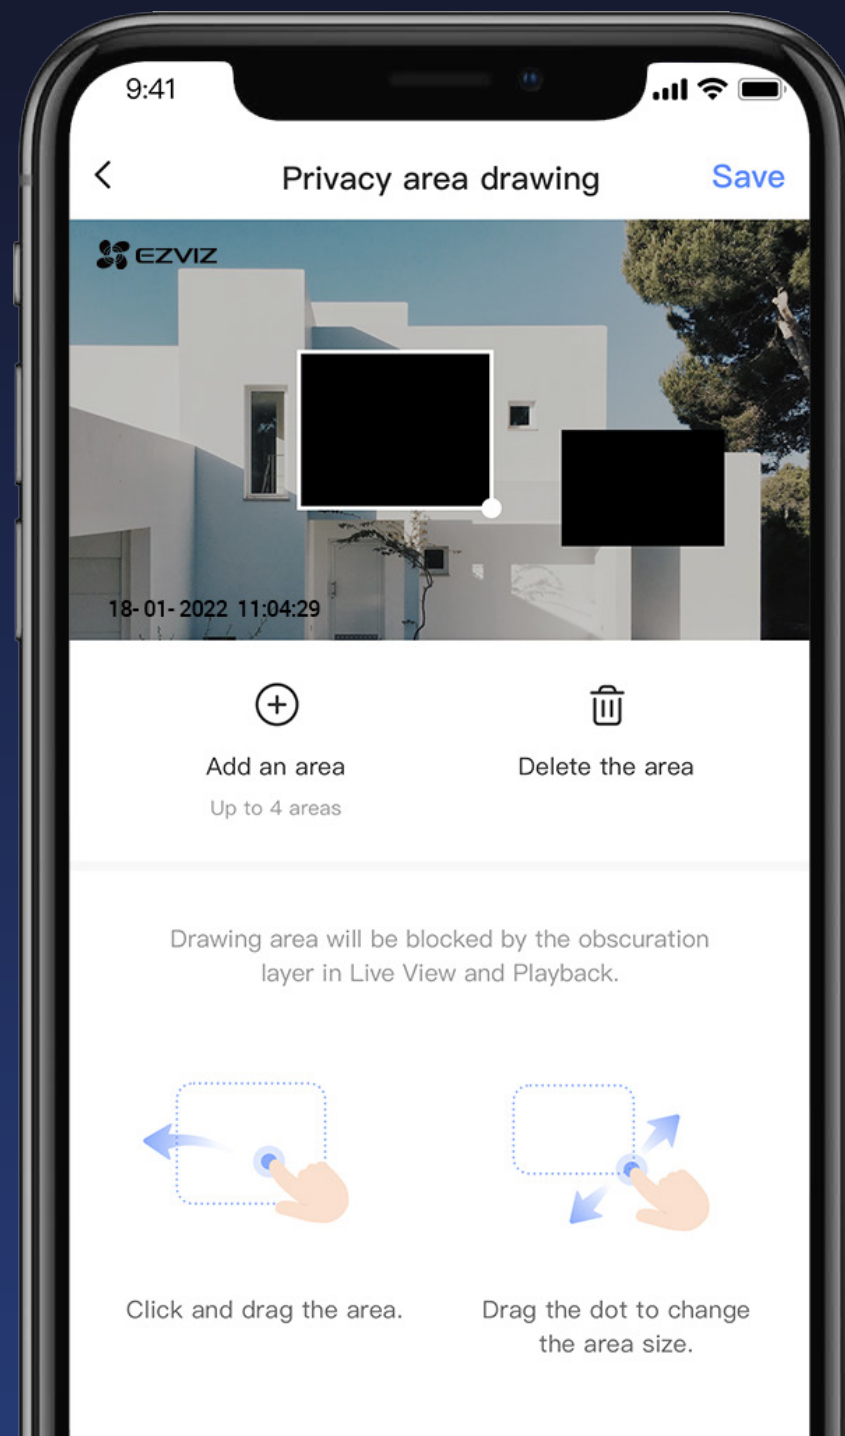 9:41
Privacy area drawing
Save
EZVIZ
18-01-2022 11:04:29
Add an area
Delete the area
Up to 4 areas
Drawing area will be blocked by the obscuration
layer in Live View and Playback.
Click and drag the area.
Drag the dot to change
the area size.